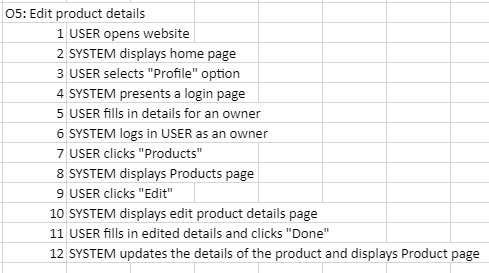 O5: Edit product details
1 USER opens website
2 SYSTEM displays home page
3 USER selects "Profile" option
4 SYSTEM presents a login page
5 USER fills in details for an owner
6 SYSTEM logs in USER as an owner
7 USER clicks "Products"
8 SYSTEM displays Products page
9 USER clicks "Edit"
10 SYSTEM displays edit product details page
11 USER fills in edited details and clicks "Done"
12 SYSTEM updates the details of the product and displays Product page